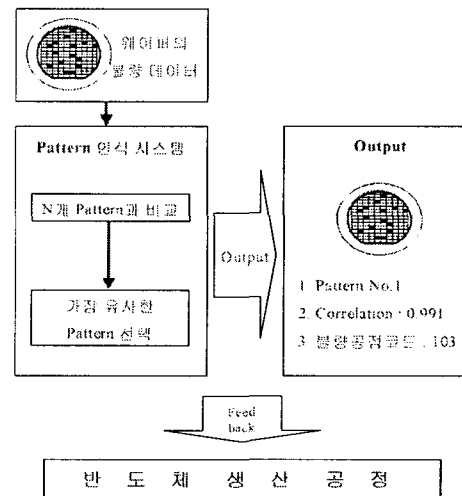 웨이퍼의
불량 데이터
Pattern 인식 시스템
N개 Pattern과 비교
가장 유사한
Pattern 선택
Output
Output
1. Pattern No.1
2. Correlation : 0.991
3. 불량공정코드 : 103
Feed
back
반 도 체 생 산 공 정